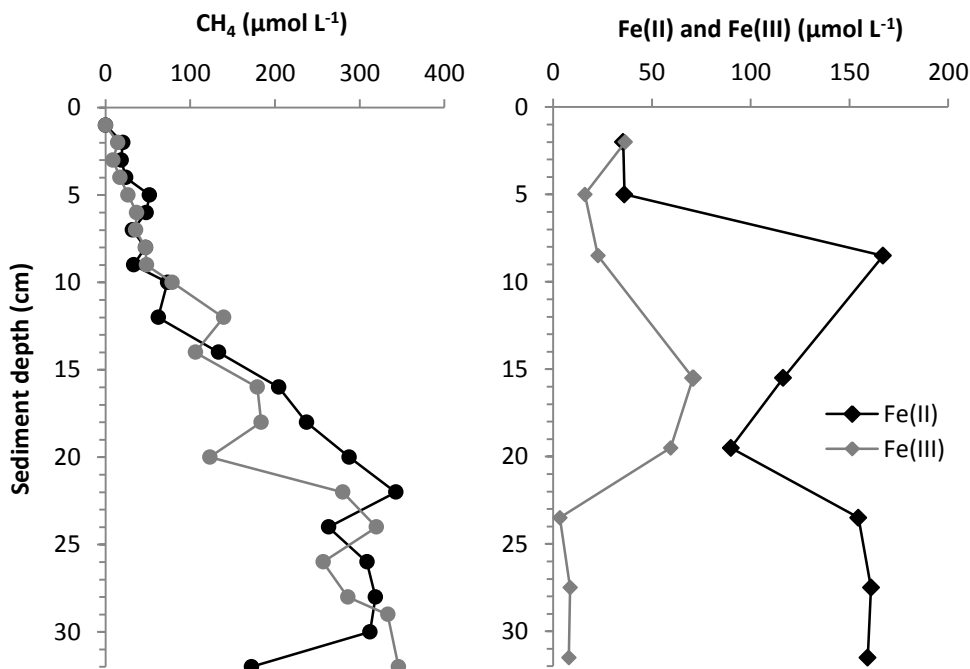 CH₄ (µmol L⁻¹)
0 100 200 300 400
0
5
10
15
20
25
30
Sediment depth (cm)
Fe(II) and Fe(III) (µmol L⁻¹)
0 50 100 150 200
0
5
10
15
20
25
30
Fe(II)
Fe(III)